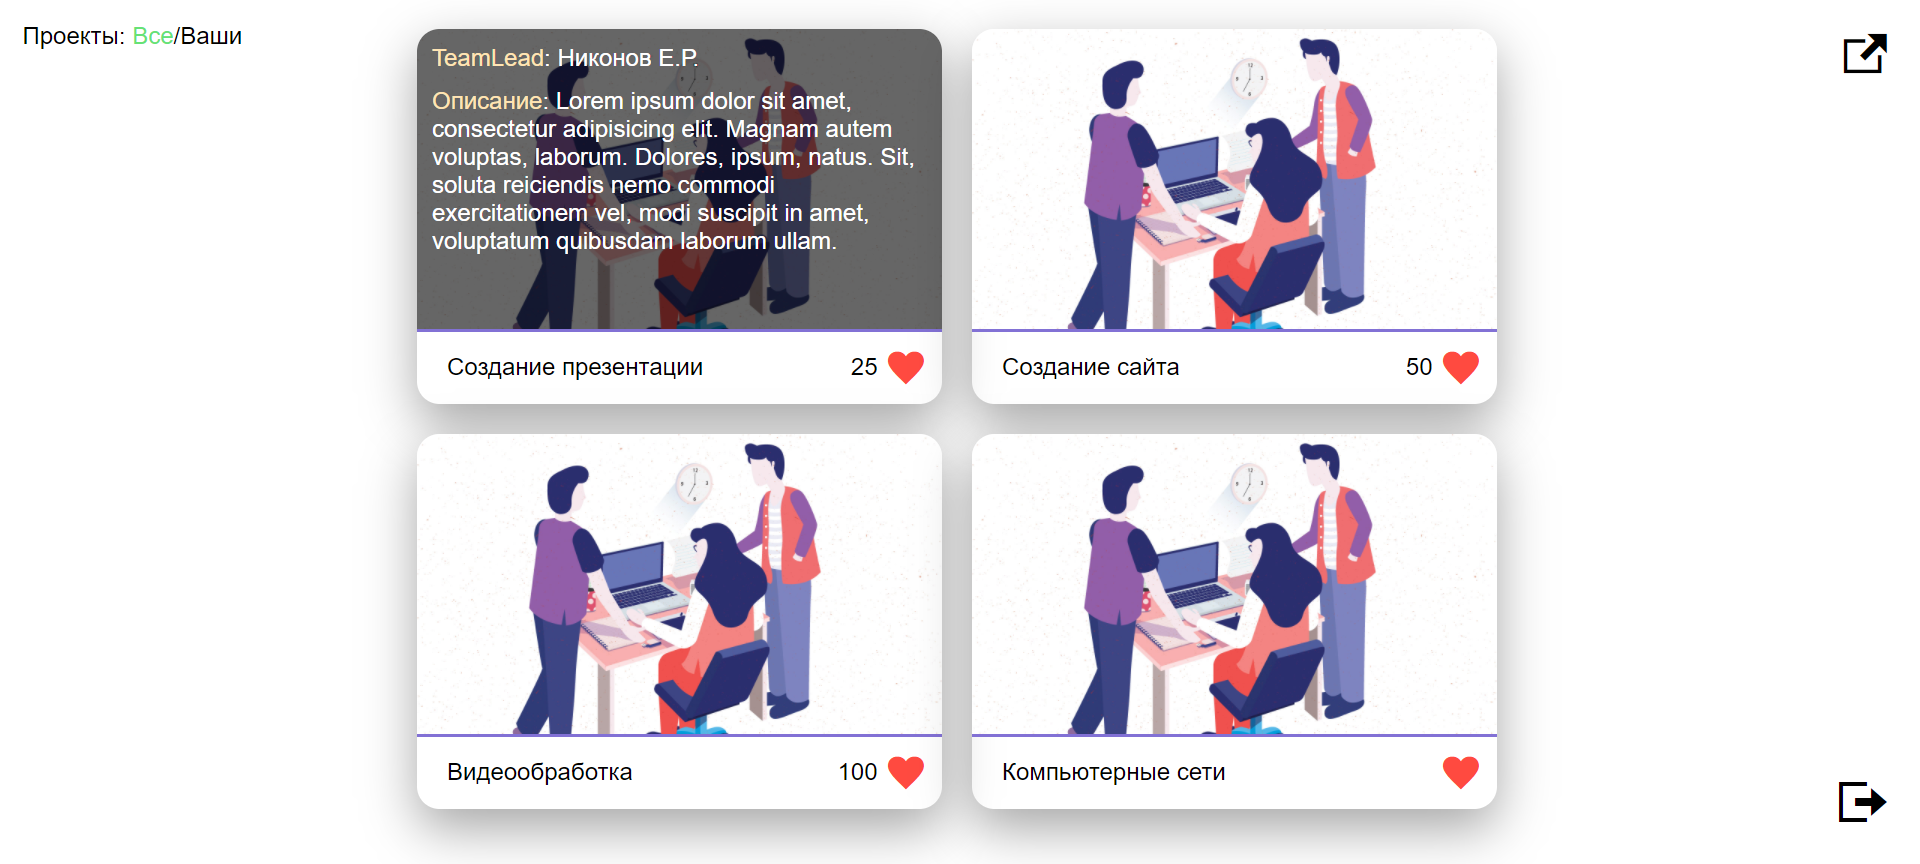 Проекты: Все/Ваши
TeamLead: Никонов Е.Р.
Описание: Lorem ipsum dolor sit amet,
consectetur adipisicing elit. Magnam autem
voluptas, laborum. Dolores, ipsum, natus. Sit,
soluta reiciendis nemo commodi
exercitationem vel, modi suscipit in amet,
voluptatum quibusdam laborum ullam.
Создание презентации 25
Создание сайта 50
Видеообработка 100
Компьютерные сети